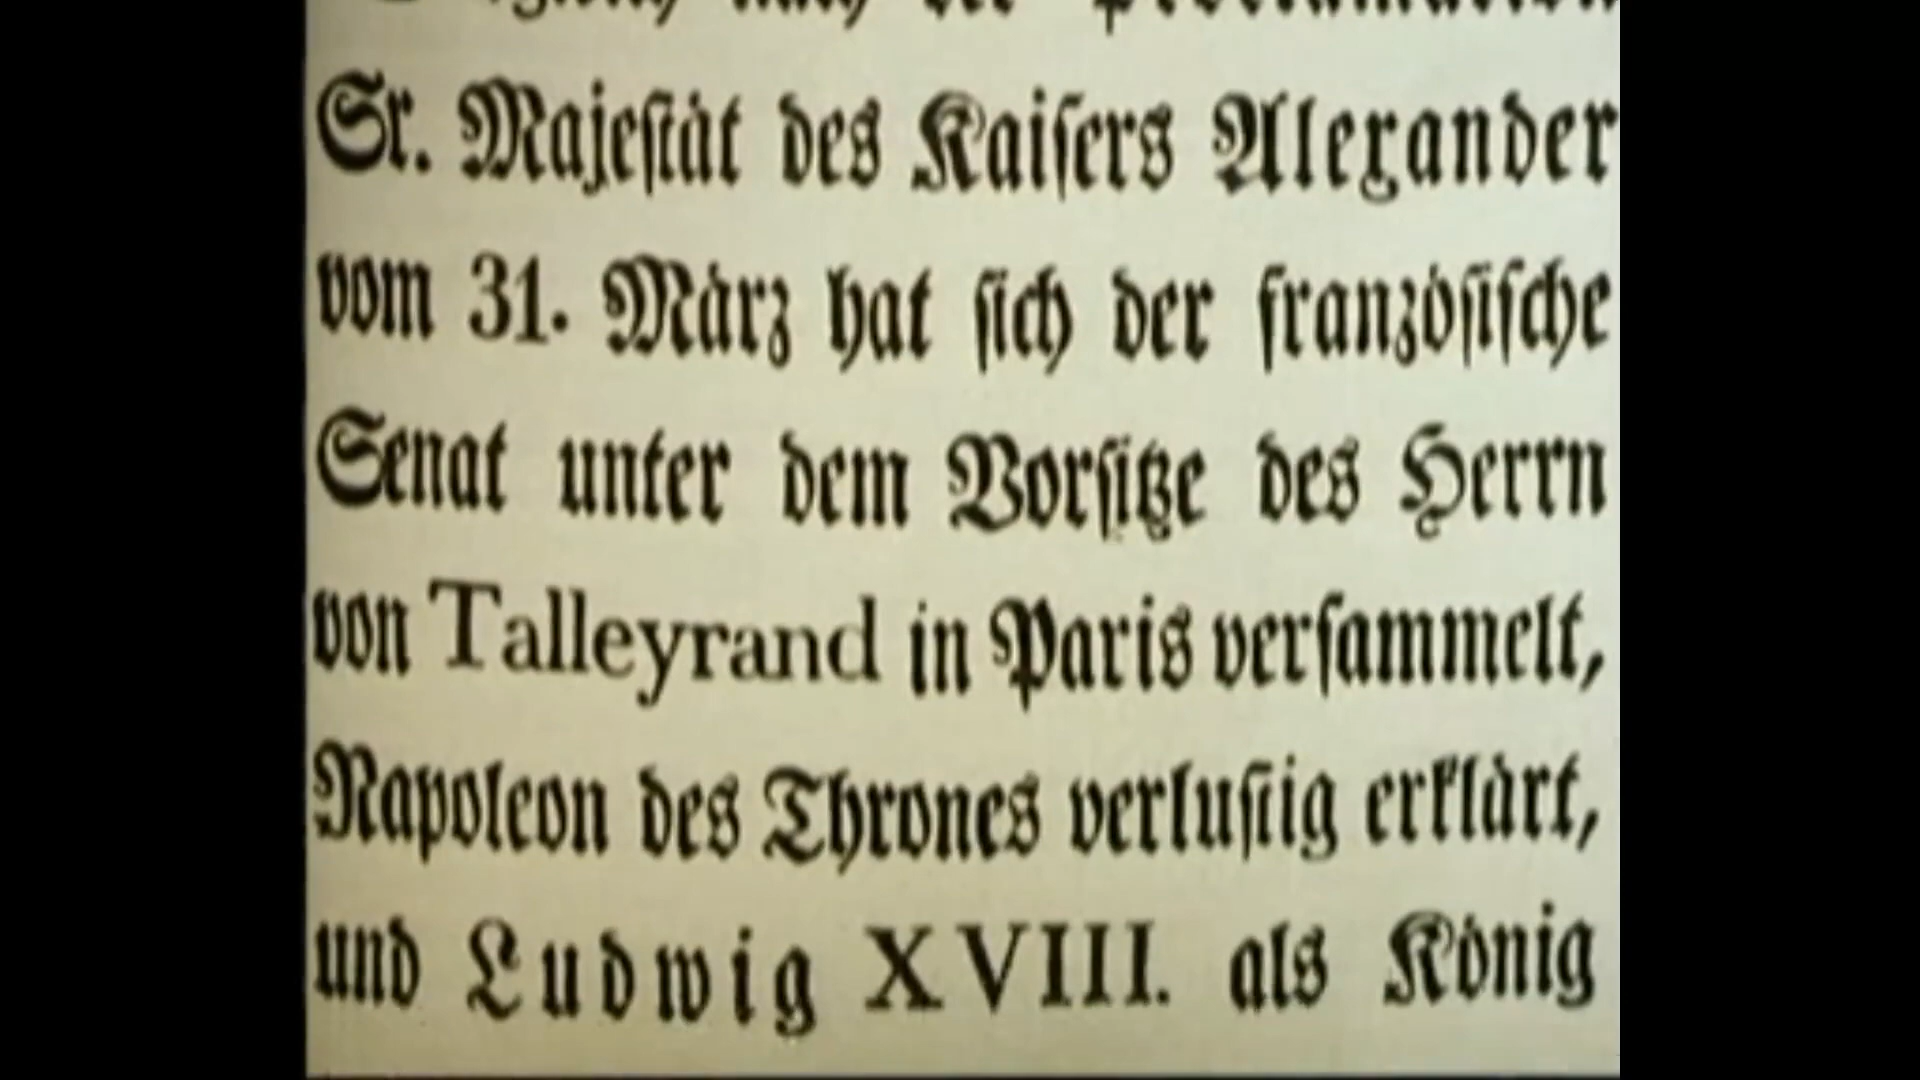 Sr. Majestät des Kaisers Alexander
vom 31. März hat sich der französische
Senat unter dem Vorsitze des Herrn
von Talleyrand in Paris versammelt,
Napoleon des Thrones verlustig erklärt,
und Ludwig XVIII. als König